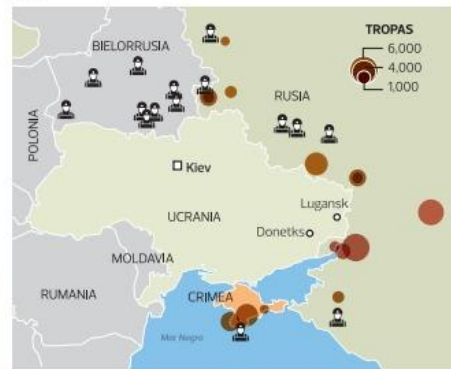 TROPAS
6,000
4,000
1,000
BIELORRUSIA
RUSIA
POLONIA
Kiev
Lugansk
UCRANIA
Donetks
MOLDAVIA
RUMANIA
CRIMEA
Mar Negro